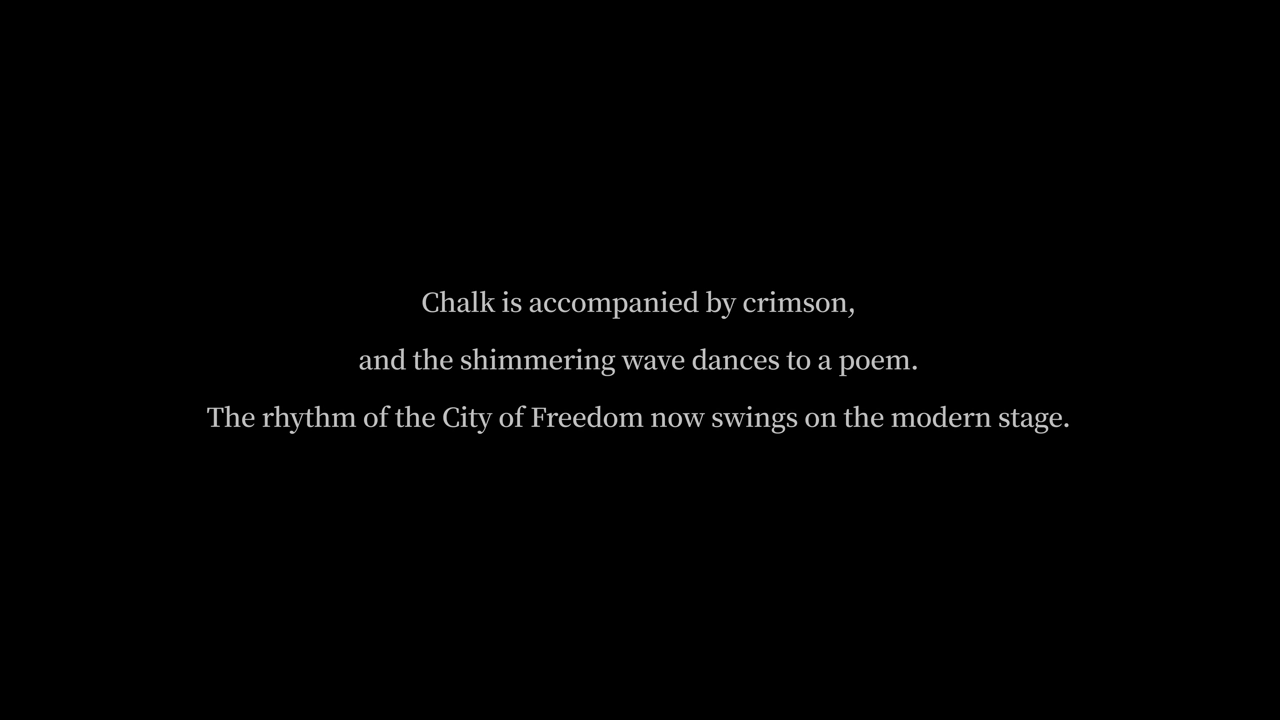 Chalk is accompanied by crimson,
and the shimmering wave dances to a poem.
The rhythm of the City of Freedom now swings on the modern stage.